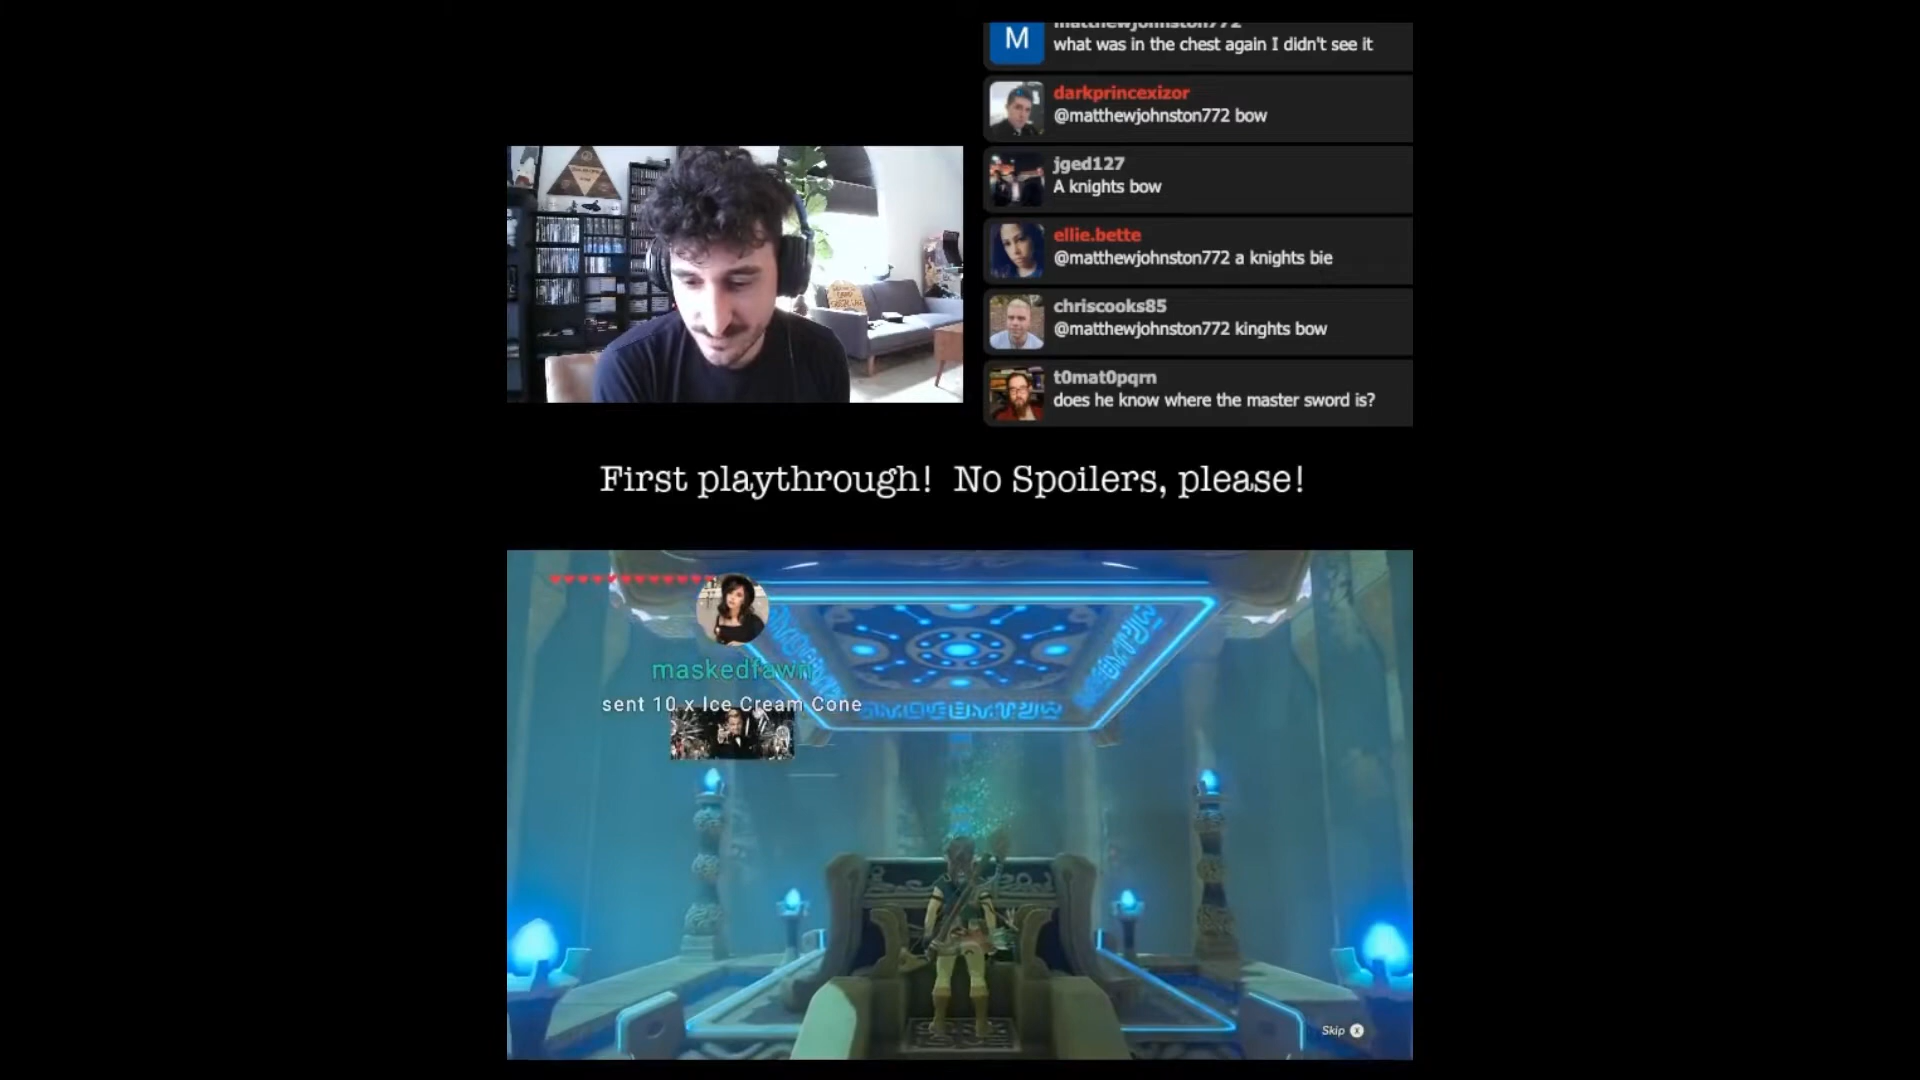 matthewjohnston772
M
what was in the chest again I didn't see it
darkprincexizor
@matthewjohnston772 bow
jged127
A knights bow
ellie.bette
@matthewjohnston772 a knights bie
chriscooks85
@matthewjohnston772 kinghts bow
t0mat0pqrn
does he know where the master sword is?
First playthrough! No Spoilers, please!
maskedfawn
sent 10 x Ice Cream Cone
Skip X